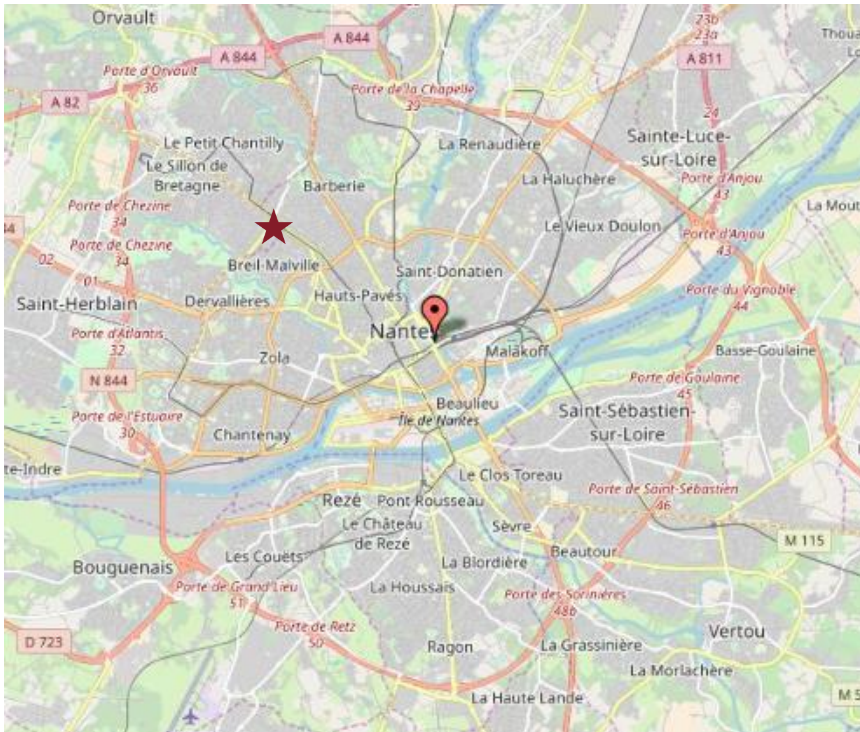 Orvault
23b
23a
Thoua
A 844
A 844
A 811
Porte d'Orvault
36
Porte de la Chapelle
39
A 82
24
Le Petit Chantilly
La Renaudière
Sainte-Luce-
sur-Loire
Le Sillon de
Bretagne
Barberie
La Haluchère
Porte d'Anjou
43
Porte de Chezine
34
La Mout
44
Le Vieux Doulon
Porte d'Anjou
43
Porte de Chezine
34
02
01
Breil-Malville
Saint-Donatien
Saint-Herblain
Dervallières
Hauts-Pavés
Porte du Vignoble
44
Nantes
Porte d'Atlantis
32
Zola
Malakoff
Basse-Goulaine
N 844
Porte de Goulaine
45
Porte de l'Estuaire
30
Beaulieu
Île de Nantes
Saint-Sébastien-
sur-Loire
Chantenay
te-Indre
Le Clos Toreau
Porte de Saint-Sébastien
46
Rezé
Pont Rousseau
Le Château
de Rezé
Sèvre
M 115
Les Couëts
Beautour
Bouguenais
La Blordière
Porte de Grand Lieu
51
La Houssais
Porte des Sorinières
48b
Porte de Retz
50
D 723
Ragon
La Grassinière
Vertou
La Morlachère
La Haute Lande
M 5